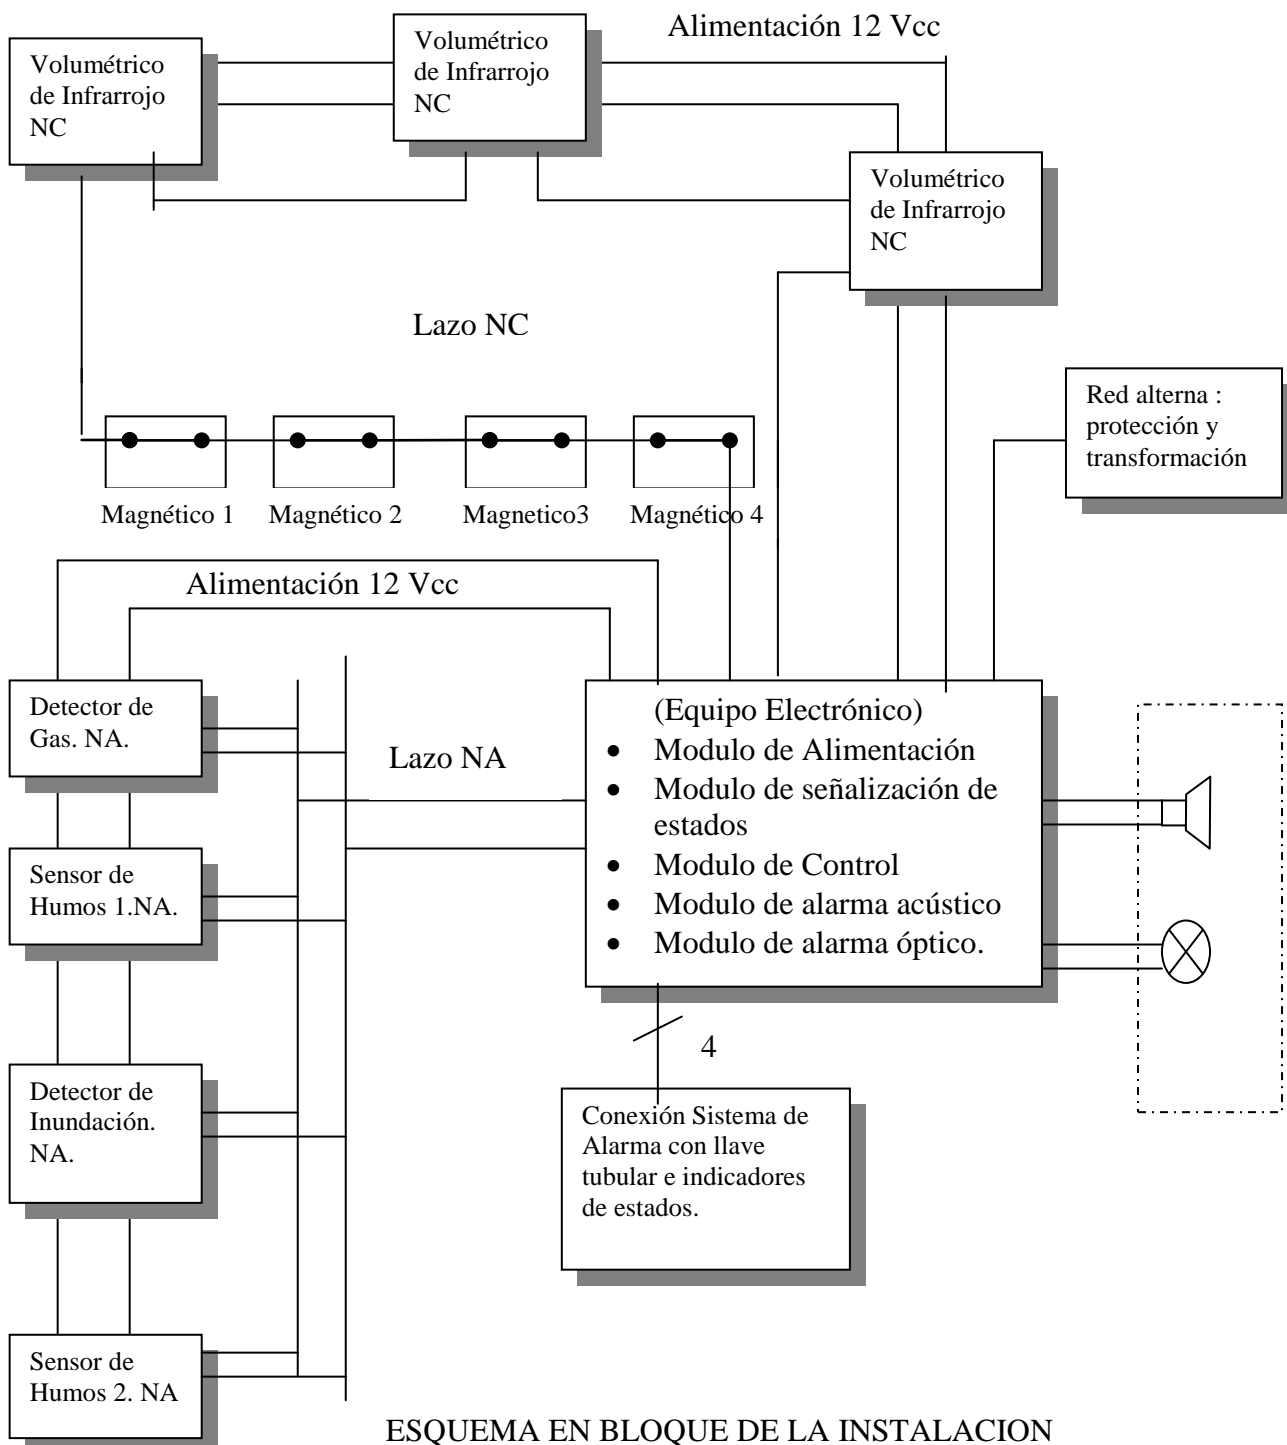 Alimentación 12 Vcc
Volumétrico
de Infrarrojo
NC
Volumétrico
de Infrarrojo
NC
Volumétrico
de Infrarrojo
NC
Lazo NC
Red alterna :
protección y
transformación
Magnético 1
Magnético 2
Magnetico3
Magnético 4
Alimentación 12 Vcc
Detector de
Gas. NA.
Lazo NA
(Equipo Electrónico)
• Modulo de Alimentación
• Modulo de señalización de
estados
• Modulo de Control
• Modulo de alarma acústico
• Modulo de alarma óptico.
Sensor de
Humos 1.NA.
4
Detector de
Inundación.
NA.
Conexión Sistema de
Alarma con llave
tubular e indicadores
de estados.
Sensor de
Humos 2. NA
ESQUEMA EN BLOQUE DE LA INSTALACION